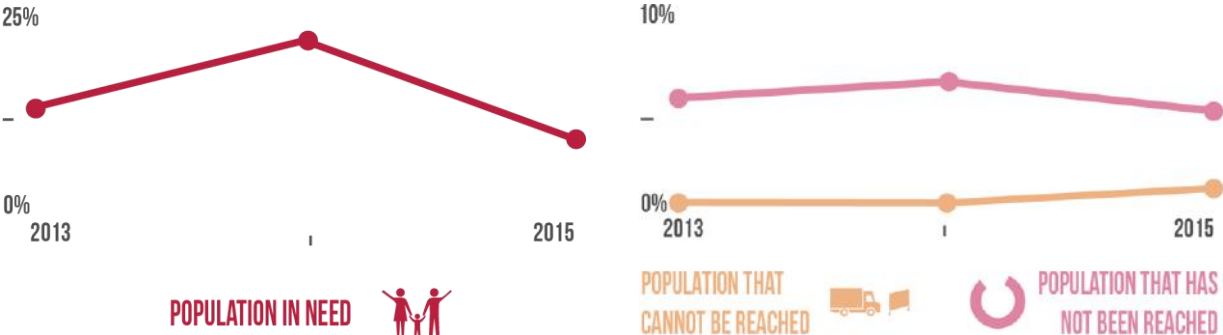 25%
0%
2013
2015
POPULATION IN NEED
10%
0%
2013
2015
POPULATION THAT
CANNOT BE REACHED
POPULATION THAT HAS
NOT BEEN REACHED